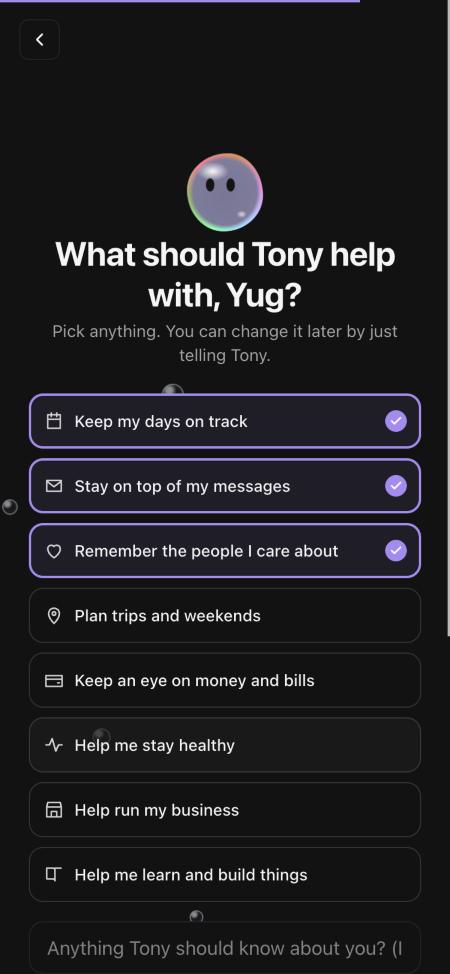 What should Tony help
with, Yug?
Pick anything. You can change it later by just
telling Tony.
Keep my days on track
Stay on top of my messages
Remember the people I care about
Plan trips and weekends
Keep an eye on money and bills
Help me stay healthy
Help run my business
Help me learn and build things
Anything Tony should know about you? (I